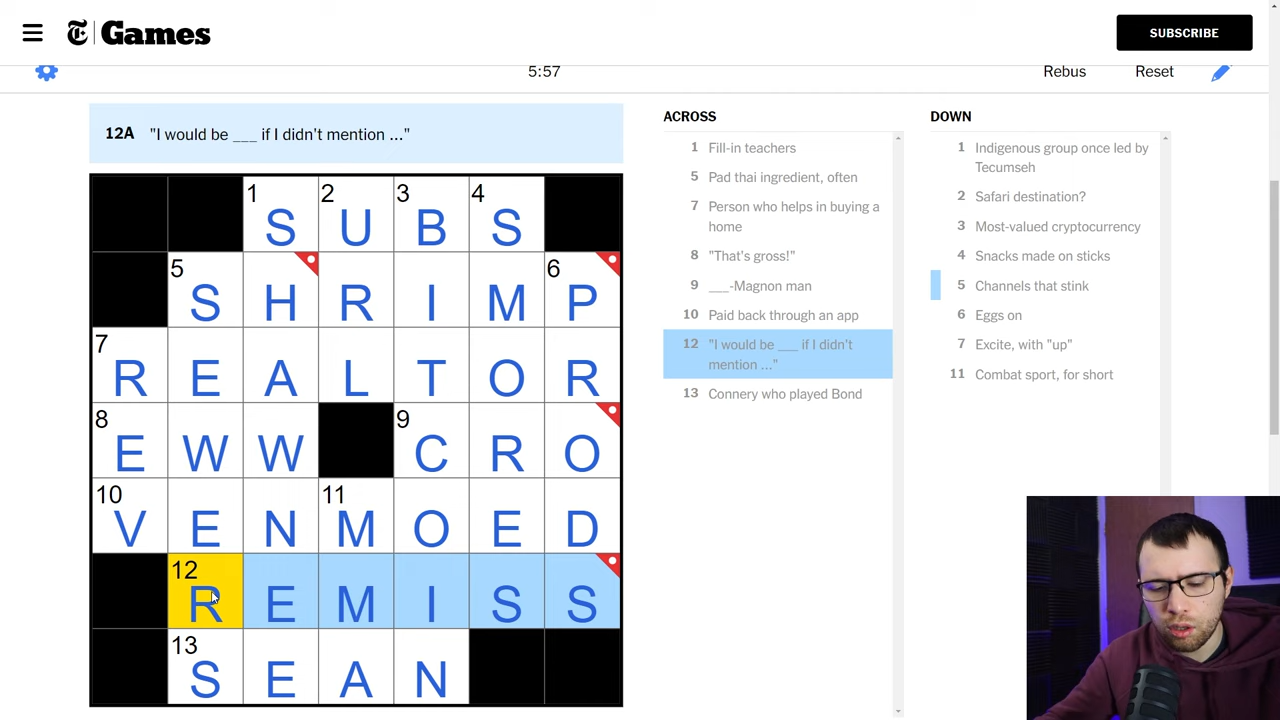 Games
SUBSCRIBE
5:57
Rebus
Reset
12A "I would be ___ if I didn't mention ..."
1 S 2 U 3 B 4 S
5 S H R I M 6 P
7 R E A L T O R
8 E W W 9 C R O
10 V E N 11 M O E D
12 R E M I S S
13 S E A N
ACROSS
1 Fill-in teachers
5 Pad thai ingredient, often
7 Person who helps in buying a
home
8 "That's gross!"
9 ___-Magnon man
10 Paid back through an app
12 "I would be ___ if I didn't
mention ..."
13 Connery who played Bond
DOWN
1 Indigenous group once led by
Tecumseh
2 Safari destination?
3 Most-valued cryptocurrency
4 Snacks made on sticks
5 Channels that stink
6 Eggs on
7 Excite, with "up"
11 Combat sport, for short